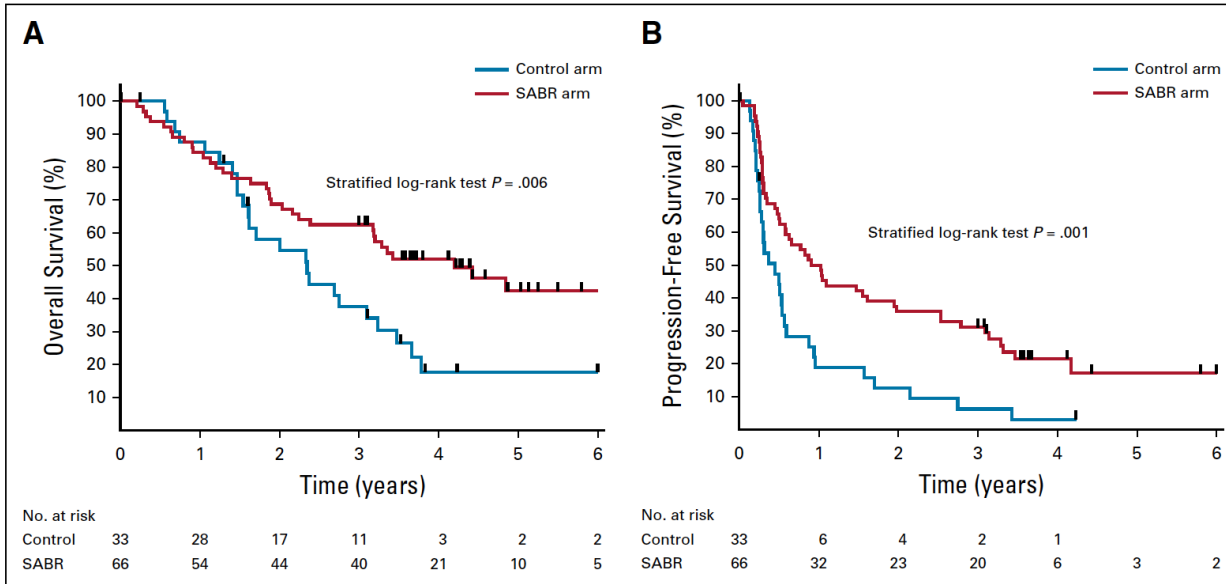 A
Control arm
SABR arm
Overall Survival (%)
100
90
80
70
60
50
40
30
20
10
Stratified log-rank test P = .006
0 1 2 3 4 5 6
Time (years)
No. at risk
Control 33 28 17 11 3 2 2
SABR 66 54 44 40 21 10 5
B
Control arm
SABR arm
Progression-Free Survival (%)
100
90
80
70
60
50
40
30
20
10
Stratified log-rank test P = .001
0 1 2 3 4 5 6
Time (years)
No. at risk
Control 33 6 4 2 1
SABR 66 32 23 20 6 3 2